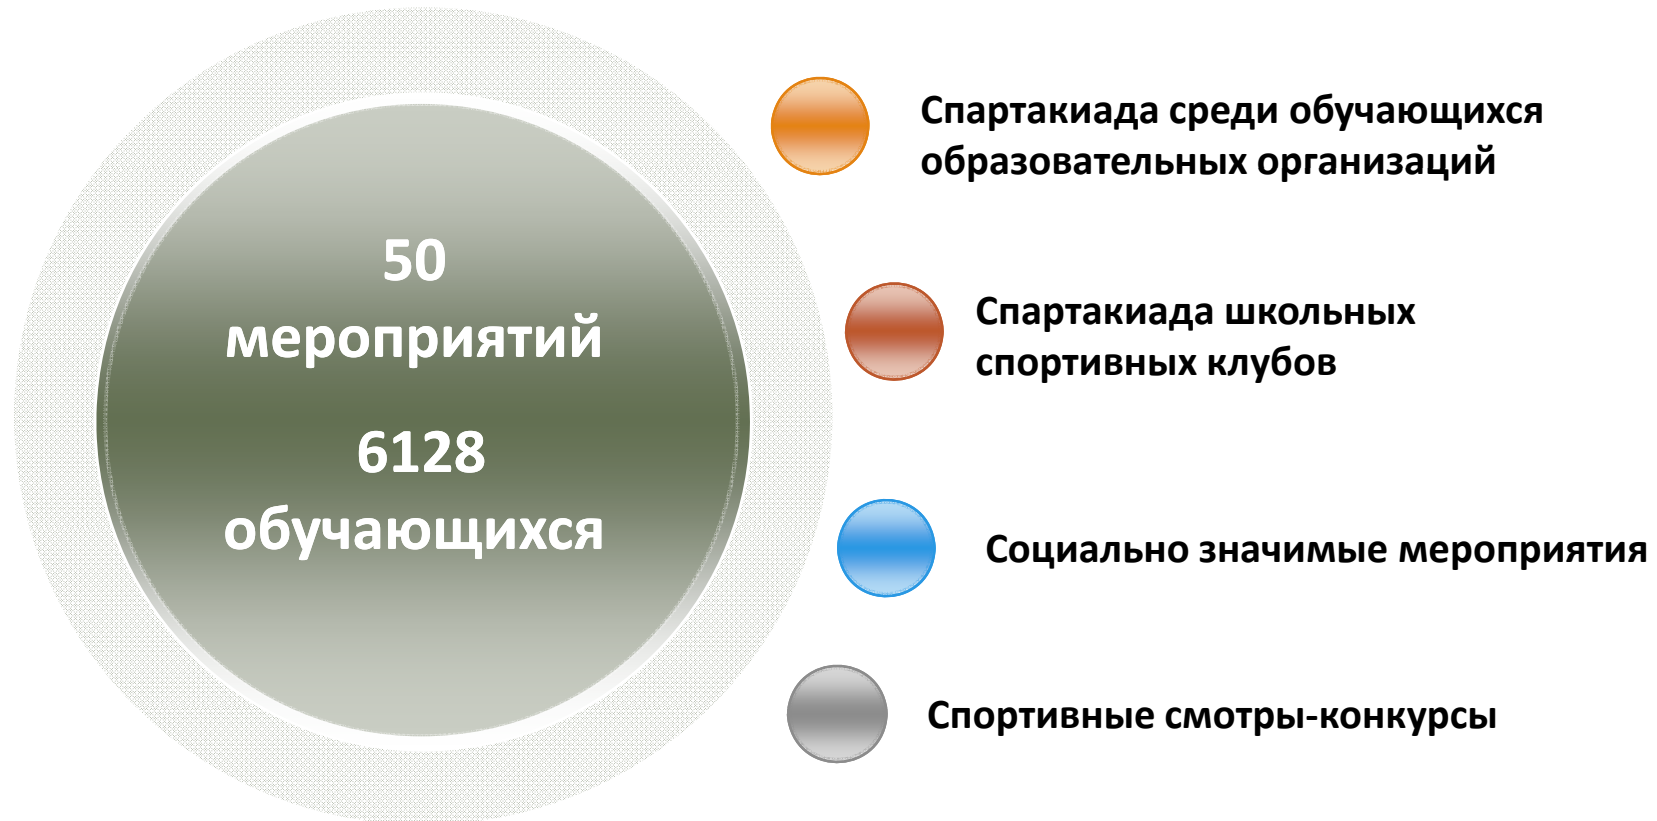 50
мероприятий
6128
обучающихся
Спартакиада среди обучающихся
образовательных организаций
Спартакиада школьных
спортивных клубов
Социально значимые мероприятия
Спортивные смотры-конкурсы